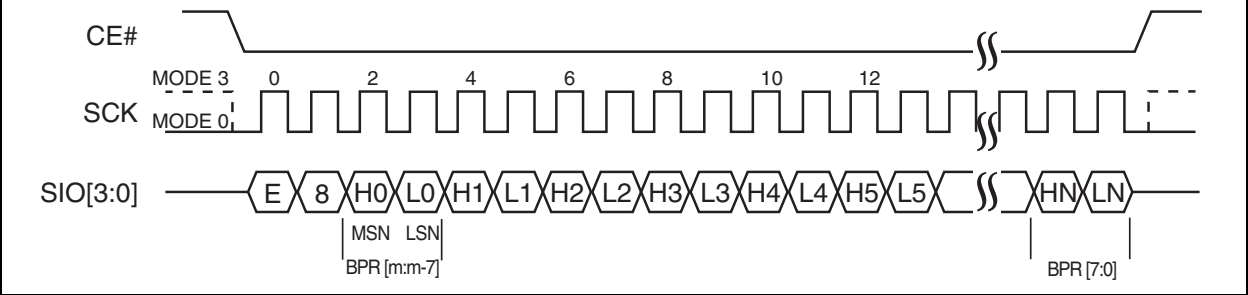 CE#
MODE 3 0 2 4 6 8 10 12
SCK
MODE 0
SIO[3:0] E 8 H0 L0 H1 L1 H2 L2 H3 L3 H4 L4 H5 L5 HN LN
MSN LSN
BPR [m:m-7] BPR [7:0]